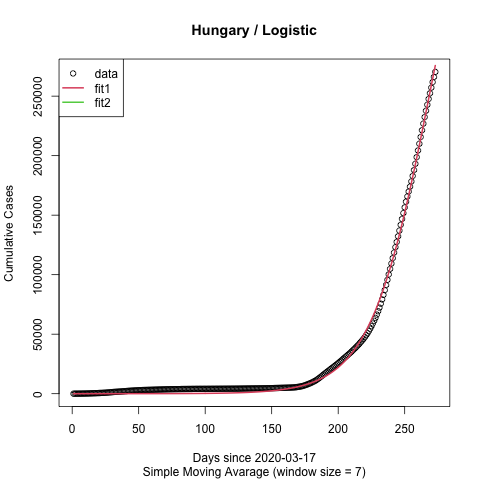 Hungary / Logistic
data
fit1
fit2
Cumulative Cases
0
50000
100000
150000
200000
250000
0 50 100 150 200 250
Days since 2020-03-17
Simple Moving Avarage (window size = 7)